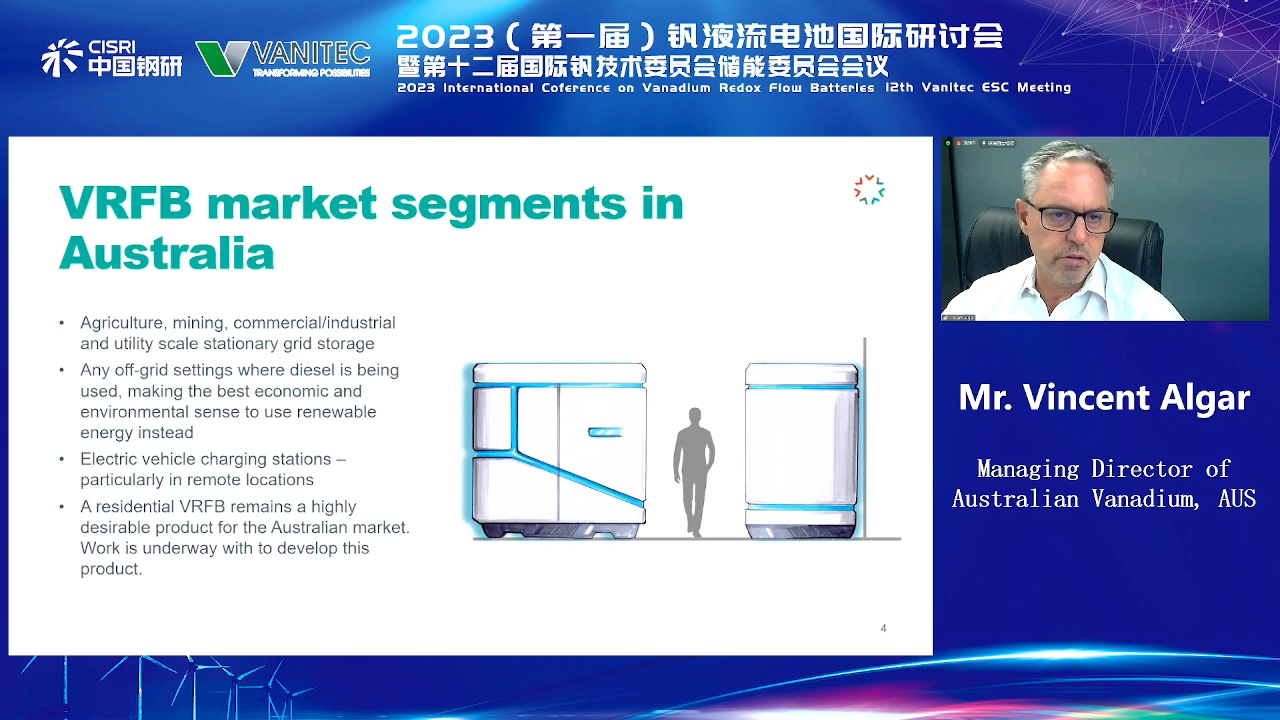 CISRI
中国钢研
VANITEC
TRANSFORMING POSSIBILITIES
2023（第一届）钒液流电池国际研讨会
暨第十二届国际钒技术委员会储能委员会会议
2023 International Coference on Vanadium Redox Flow Batteries 12th Vanitec ESC Meeting
VRFB market segments in
Australia
• Agriculture, mining, commercial/industrial
and utility scale stationary grid storage
• Any off-grid settings where diesel is being
used, making the best economic and
environmental sense to use renewable
energy instead
• Electric vehicle charging stations –
particularly in remote locations
• A residential VRFB remains a highly
desirable product for the Australian market.
Work is underway with to develop this
product.
4
Mr. Vincent Algar
Managing Director of
Australian Vanadium, AUS